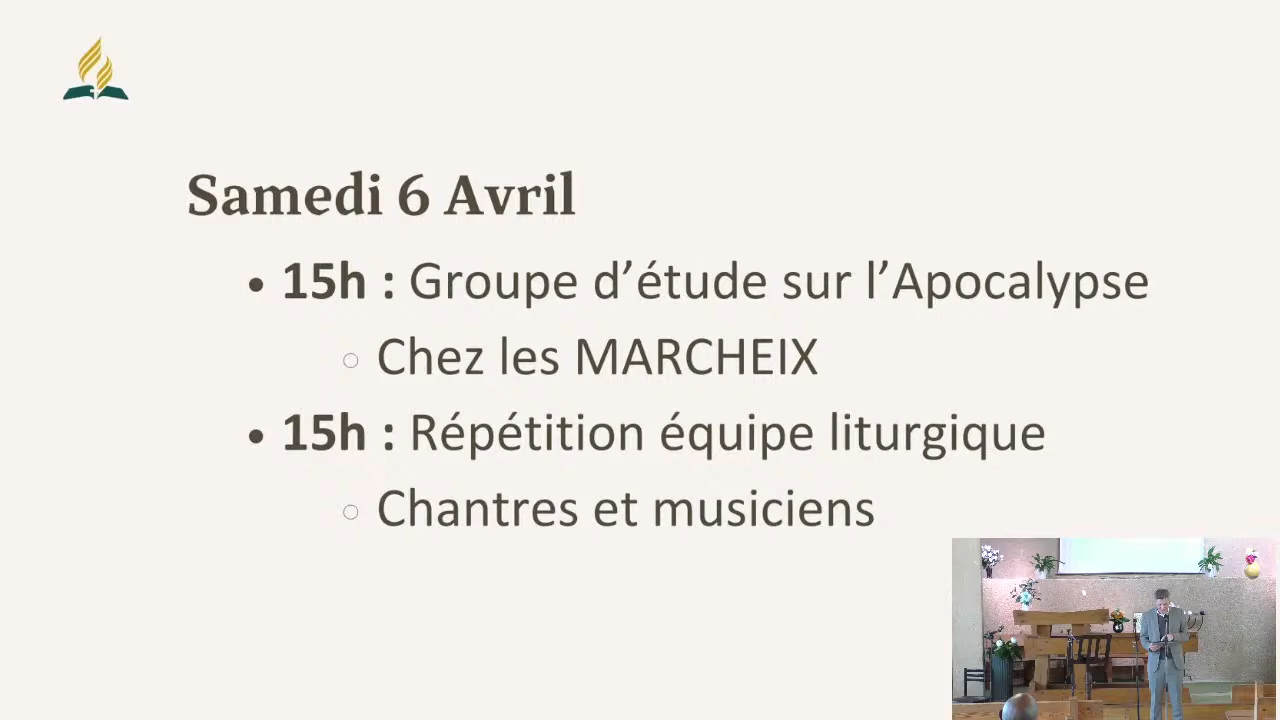 Samedi 6 Avril
• 15h : Groupe d’étude sur l’Apocalypse
○ Chez les MARCHEIX
• 15h : Répétition équipe liturgique
○ Chantres et musiciens